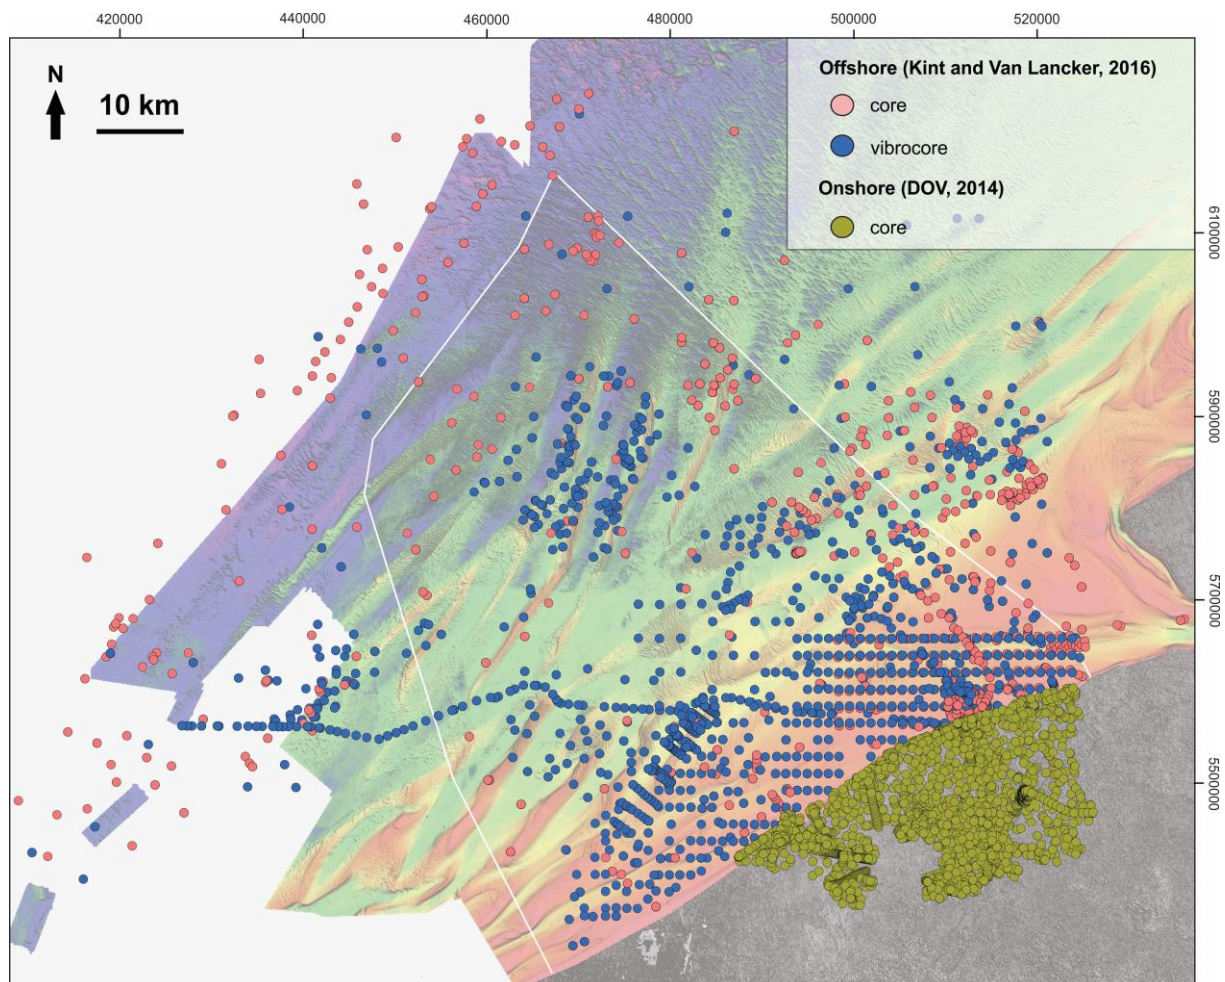 420000 440000 460000 480000 500000 520000
N
10 km
Offshore (Kint and Van Lancker, 2016)
core
vibrocore
Onshore (DOV, 2014)
core
6100000
5900000
5700000
5500000